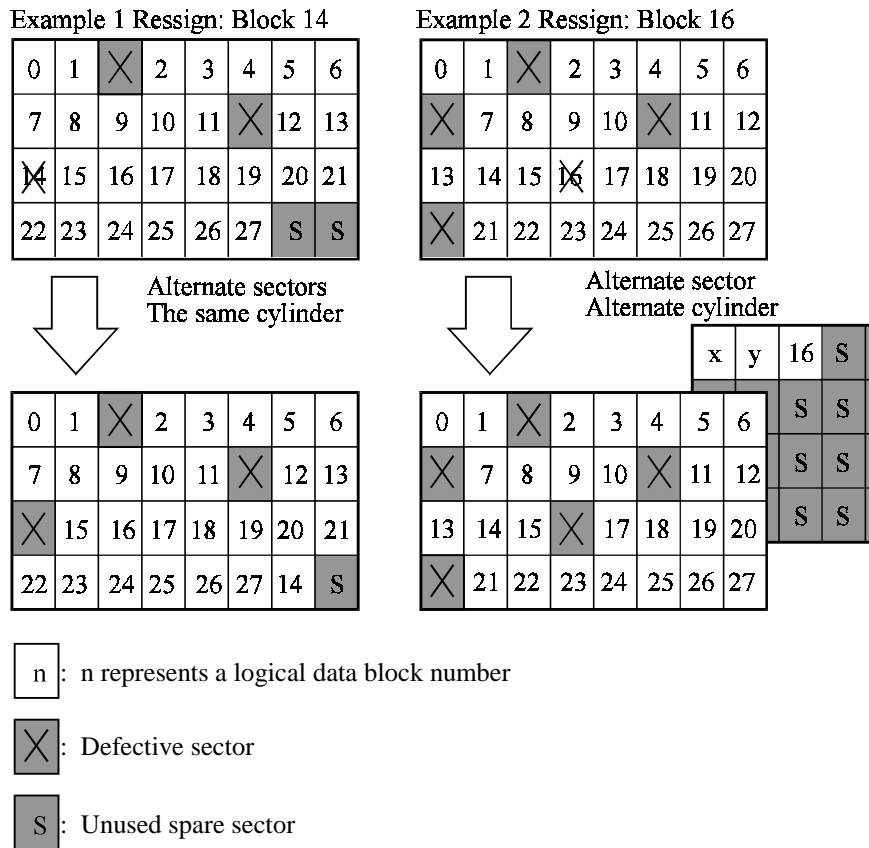 Example 1 Ressign: Block 14
Example 2 Ressign: Block 16
0 1 X 2 3 4 5 6
7 8 9 10 11 X 12 13
14 15 16 17 18 19 20 21
22 23 24 25 26 27 S S
0 1 X 2 3 4 5 6
X 7 8 9 10 X 11 12
13 14 15 16 17 18 19 20
X 21 22 23 24 25 26 27
Alternate sectors
The same cylinder
Alternate sector
Alternate cylinder
x y 16 S
S S
S S
S S
0 1 X 2 3 4 5 6
7 8 9 10 11 X 12 13
X 15 16 17 18 19 20 21
22 23 24 25 26 27 14 S
0 1 X 2 3 4 5 6
X 7 8 9 10 X 11 12
13 14 15 X 17 18 19 20
X 21 22 23 24 25 26 27
n : n represents a logical data block number
X : Defective sector
S : Unused spare sector